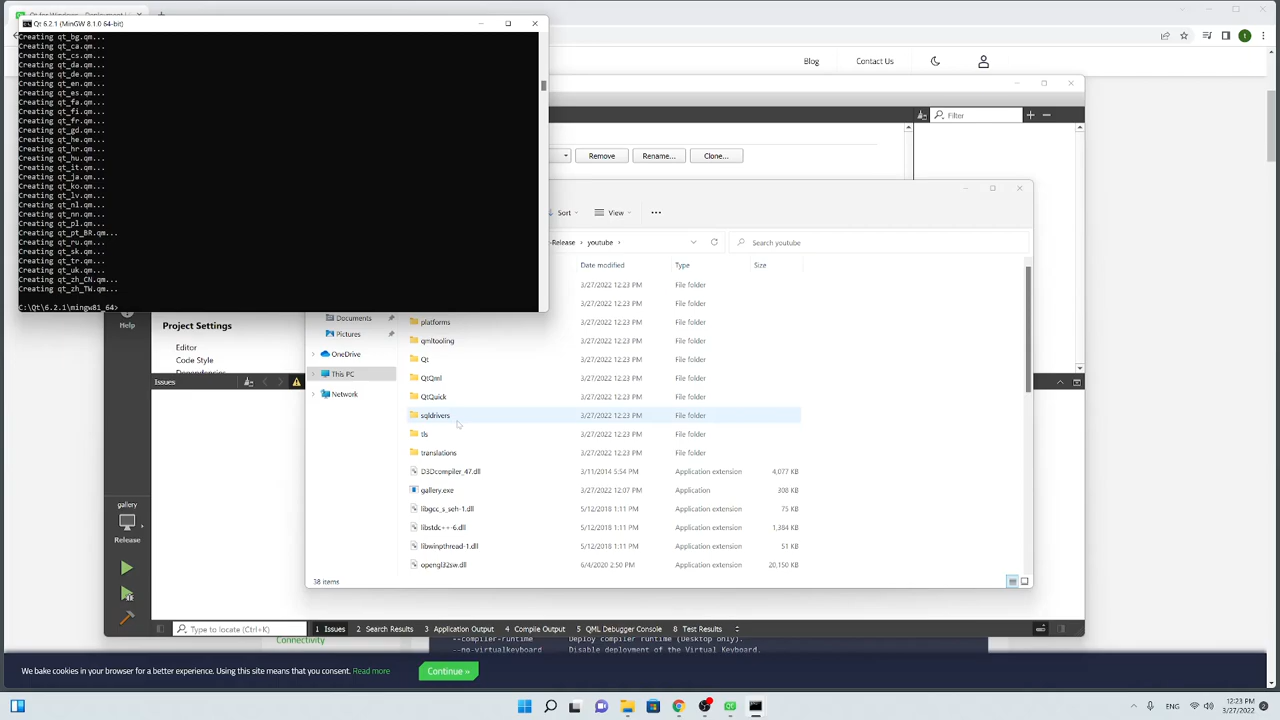 Qt for Windows - Deployment
Qt 6.2.1 (MinGW 8.1.0 64-bit)
Creating qt_bg.qm...
Creating qt_ca.qm...
Creating qt_cs.qm...
Creating qt_da.qm...
Creating qt_de.qm...
Creating qt_en.qm...
Creating qt_es.qm...
Creating qt_fa.qm...
Creating qt_fi.qm...
Creating qt_fr.qm...
Creating qt_gd.qm...
Creating qt_he.qm...
Creating qt_hr.qm...
Creating qt_hu.qm...
Creating qt_it.qm...
Creating qt_ja.qm...
Creating qt_ko.qm...
Creating qt_lv.qm...
Creating qt_nl.qm...
Creating qt_nn.qm...
Creating qt_pl.qm...
Creating qt_pt_BR.qm...
Creating qt_ru.qm...
Creating qt_sk.qm...
Creating qt_tr.qm...
Creating qt_uk.qm...
Creating qt_zh_CN.qm...
Creating qt_zh_TW.qm...
C:\Qt\6.2.1\mingw81_64>
Blog Contact Us
Filter
Remove Rename... Clone...
Sort View
-Release youtube Search youtube
Date modified Type Size
3/27/2022 12:23 PM File folder
3/27/2022 12:23 PM File folder
platforms 3/27/2022 12:23 PM File folder
qmltooling 3/27/2022 12:23 PM File folder
Qt 3/27/2022 12:23 PM File folder
QtQml 3/27/2022 12:23 PM File folder
QtQuick 3/27/2022 12:23 PM File folder
sqldrivers 3/27/2022 12:23 PM File folder
tls 3/27/2022 12:23 PM File folder
translations 3/27/2022 12:23 PM File folder
D3Dcompiler_47.dll 3/11/2014 5:54 PM Application extension 4,077 KB
gallery.exe 3/27/2022 12:07 PM Application 308 KB
libgcc_s_seh-1.dll 5/12/2018 1:11 PM Application extension 75 KB
libstdc++-6.dll 5/12/2018 1:11 PM Application extension 1,384 KB
libwinpthread-1.dll 5/12/2018 1:11 PM Application extension 51 KB
opengl32sw.dll 6/4/2020 2:50 PM Application extension 20,150 KB
38 items
Documents
Pictures
OneDrive
This PC
Network
Help
Project Settings
Editor
Code Style
Dependencies
Issues
gallery
Release
Type to locate (Ctrl+K) 1 Issues 2 Search Results 3 Application Output 4 Compile Output 5 QML Debugger Console 8 Test Results
Connectivity
--compiler-runtime Deploy compiler runtime (Desktop only).
--no-virtualkeyboard Disable deployment of the Virtual Keyboard.
We bake cookies in your browser for a better experience. Using this site means that you consent. Read more Continue »
ENG
12:23 PM
3/27/2022